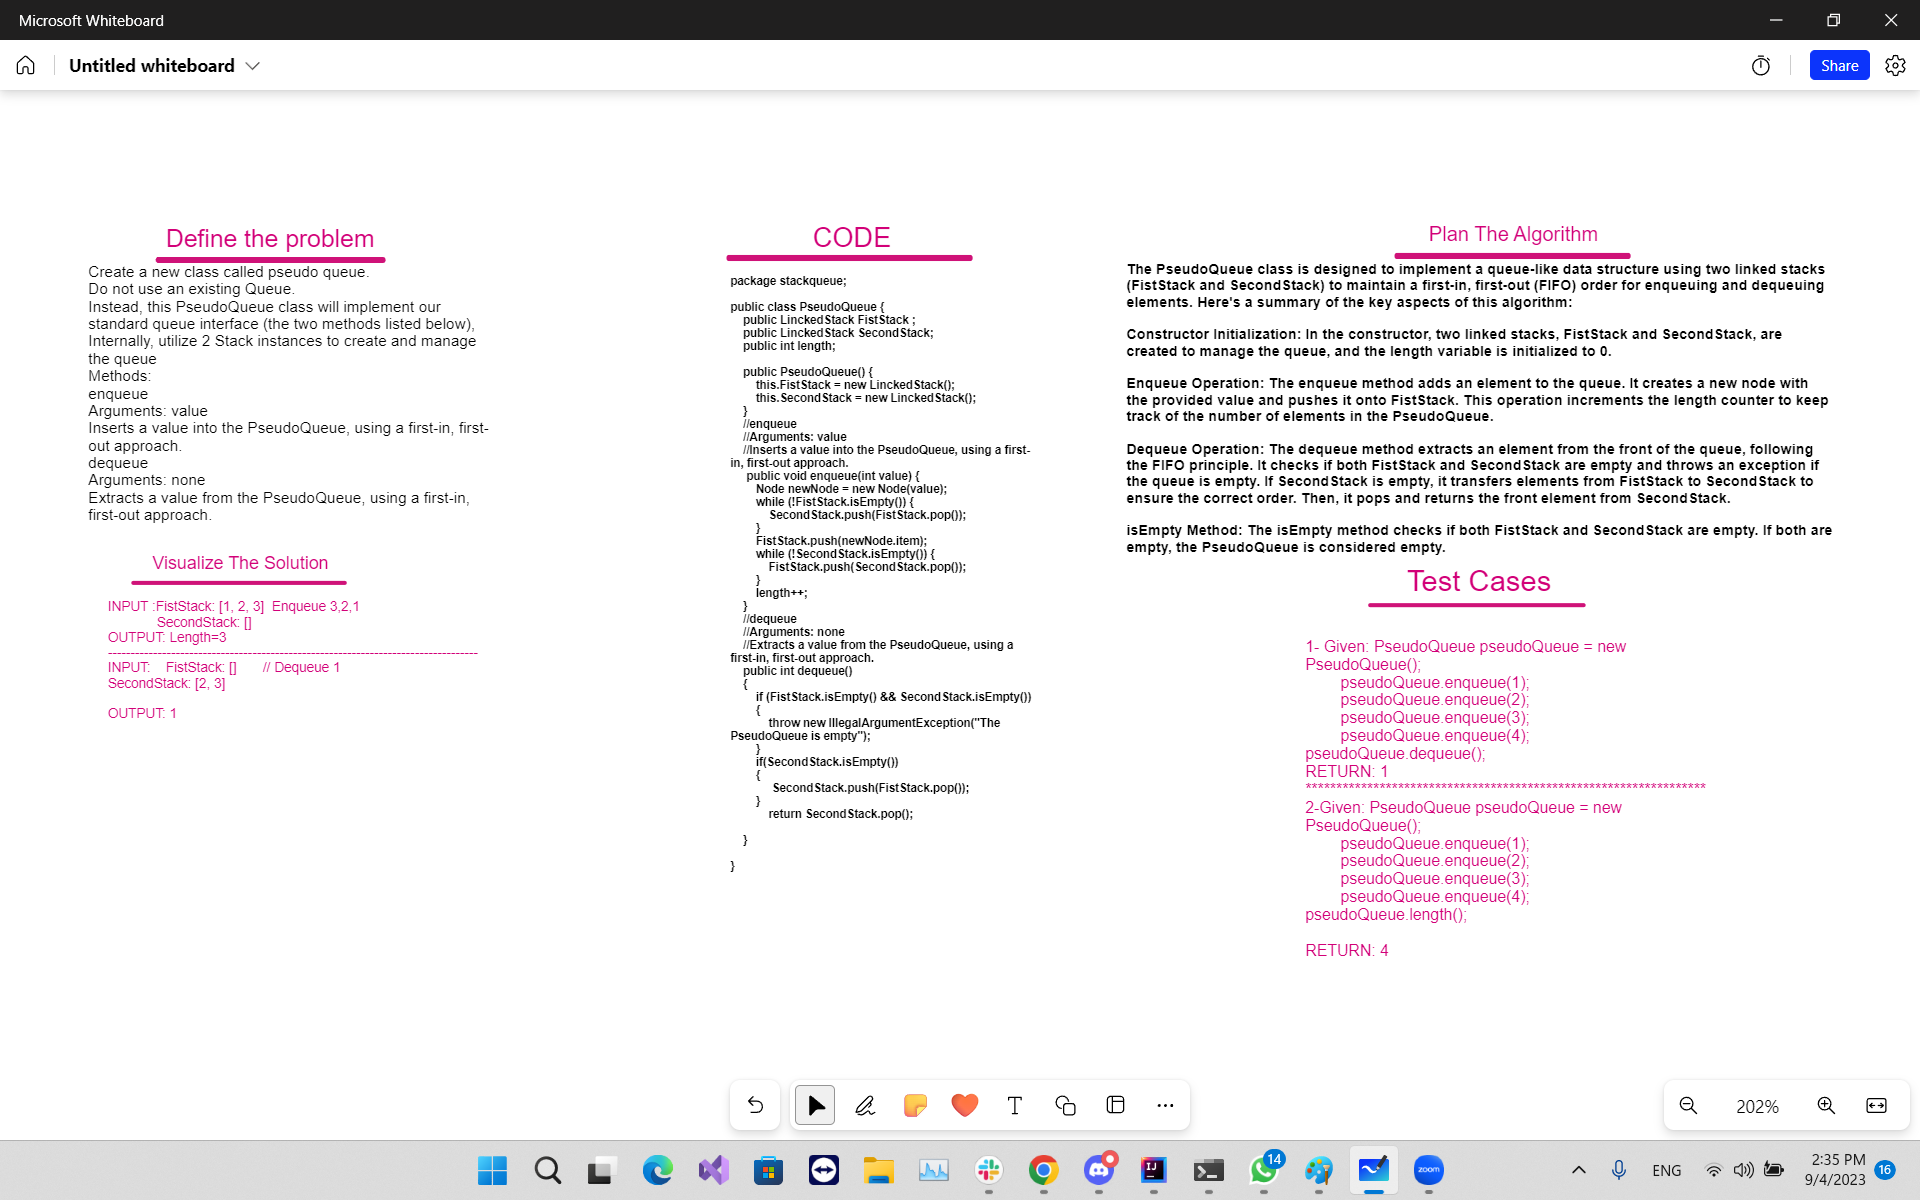 Microsoft Whiteboard
Untitled whiteboard
Share
Define the problem
Create a new class called pseudo queue.
Do not use an existing Queue.
Instead, this PseudoQueue class will implement our
standard queue interface (the two methods listed below),
Internally, utilize 2 Stack instances to create and manage
the queue
Methods:
enqueue
Arguments: value
Inserts a value into the PseudoQueue, using a first-in, first-
out approach.
dequeue
Arguments: none
Extracts a value from the PseudoQueue, using a first-in,
first-out approach.
Visualize The Solution
INPUT :FistStack: [1, 2, 3]  Enqueue 3,2,1
SecondStack: []
OUTPUT: Length=3
--------------------------------------------------------------------------------
INPUT:    FistStack: []      // Dequeue 1
SecondStack: [2, 3]
OUTPUT: 1
CODE
package stackqueue;
public class PseudoQueue {
public LinckedStack FistStack ;
public LinckedStack SecondStack;
public int length;
public PseudoQueue() {
this.FistStack = new LinckedStack();
this.SecondStack = new LinckedStack();
}
//enqueue
//Arguments: value
//Inserts a value into the PseudoQueue, using a first-
in, first-out approach.
public void enqueue(int value) {
Node newNode = new Node(value);
while (!FistStack.isEmpty()) {
SecondStack.push(FistStack.pop());
}
FistStack.push(newNode.item);
while (!SecondStack.isEmpty()) {
FistStack.push(SecondStack.pop());
}
length++;
}
//dequeue
//Arguments: none
//Extracts a value from the PseudoQueue, using a
first-in, first-out approach.
public int dequeue()
{
if (FistStack.isEmpty() && SecondStack.isEmpty())
{
throw new IllegalArgumentException("The
PseudoQueue is empty");
}
if(SecondStack.isEmpty())
{
SecondStack.push(FistStack.pop());
}
return SecondStack.pop();
}
}
Plan The Algorithm
The PseudoQueue class is designed to implement a queue-like data structure using two linked stacks
(FistStack and SecondStack) to maintain a first-in, first-out (FIFO) order for enqueuing and dequeuing
elements. Here's a summary of the key aspects of this algorithm:
Constructor Initialization: In the constructor, two linked stacks, FistStack and SecondStack, are
created to manage the queue, and the length variable is initialized to 0.
Enqueue Operation: The enqueue method adds an element to the queue. It creates a new node with
the provided value and pushes it onto FistStack. This operation increments the length counter to keep
track of the number of elements in the PseudoQueue.
Dequeue Operation: The dequeue method extracts an element from the front of the queue, following
the FIFO principle. It checks if both FistStack and SecondStack are empty and throws an exception if
the queue is empty. If SecondStack is empty, it transfers elements from FistStack to SecondStack to
ensure the correct order. Then, it pops and returns the front element from SecondStack.
isEmpty Method: The isEmpty method checks if both FistStack and SecondStack are empty. If both are
empty, the PseudoQueue is considered empty.
Test Cases
1- Given: PseudoQueue pseudoQueue = new
PseudoQueue();
pseudoQueue.enqueue(1);
pseudoQueue.enqueue(2);
pseudoQueue.enqueue(3);
pseudoQueue.enqueue(4);
pseudoQueue.dequeue();
RETURN: 1
*****************************************************************
2-Given: PseudoQueue pseudoQueue = new
PseudoQueue();
pseudoQueue.enqueue(1);
pseudoQueue.enqueue(2);
pseudoQueue.enqueue(3);
pseudoQueue.enqueue(4);
pseudoQueue.length();
RETURN: 4
202%
IJ
14
zoom
ENG
2:35 PM
9/4/2023
16